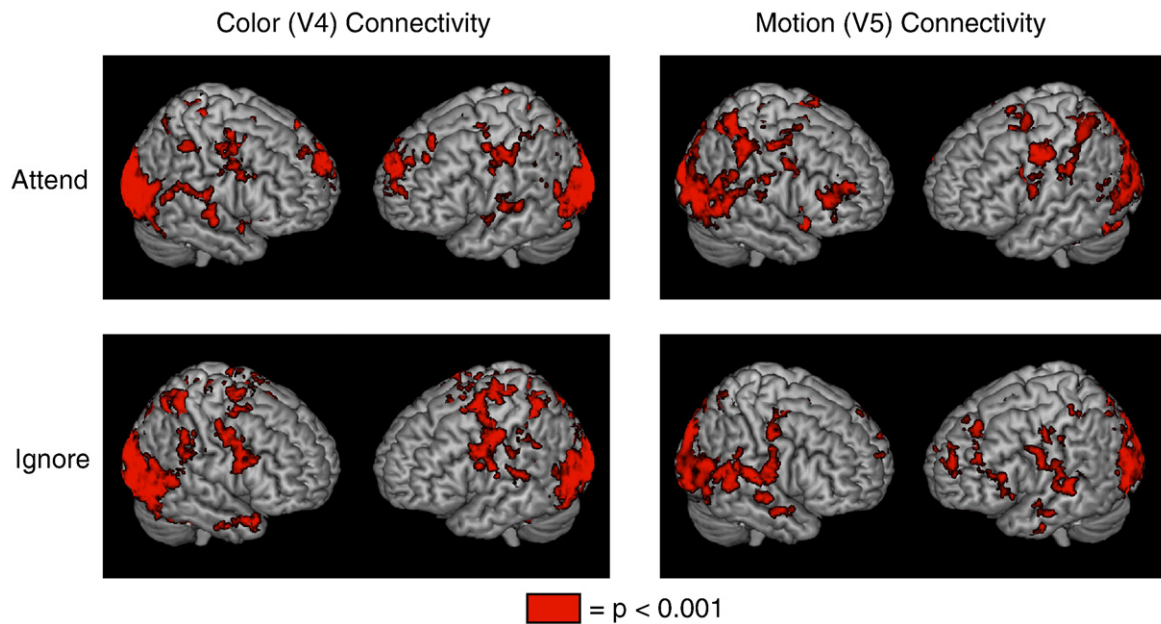 Color (V4) Connectivity
Motion (V5) Connectivity
Attend
Ignore
= p < 0.001